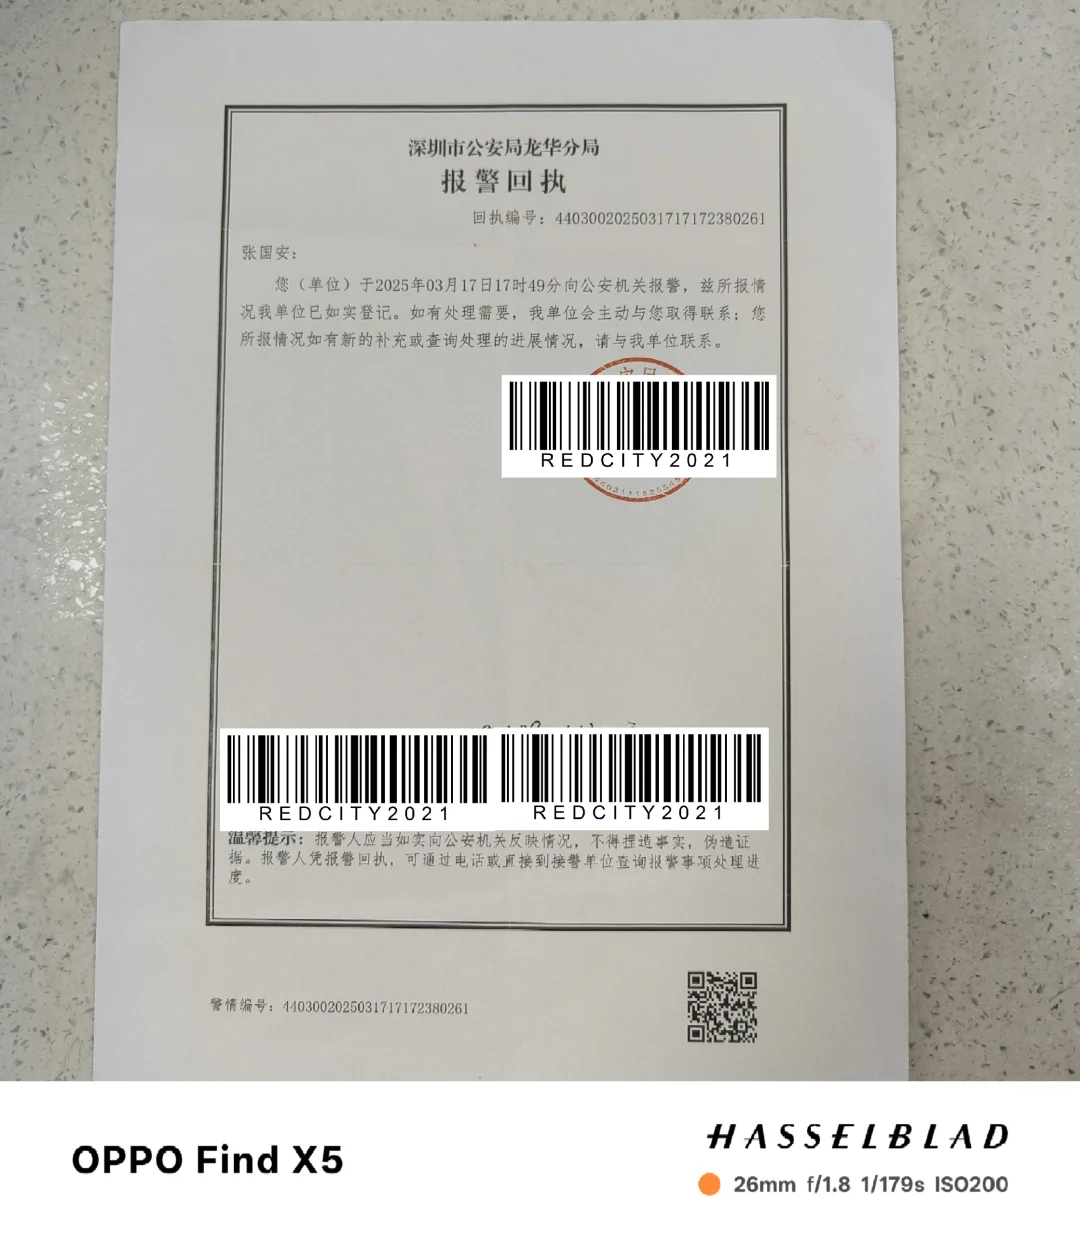 深圳市公安局龙华分局
报警回执
回执编号：4403002025031717172380261
张国安：
您（单位）于2025年03月17日17时49分向公安机关报警，兹所报情
况我单位已如实登记。如有处理需要，我单位会主动与您取得联系；您
所报情况如有新的补充或查询处理的进展情况，请与我单位联系。
REDCITY2021
REDCITY2021 REDCITY2021
温馨提示：报警人应当如实向公安机关反映情况，不得捏造事实，伪造证
据。报警人凭报警回执，可通过电话或直接到接警单位查询报警事项处理进
度。
警情编号：4403002025031717172380261
OPPO Find X5
HASSELBLAD
26mm f/1.8 1/179s ISO200